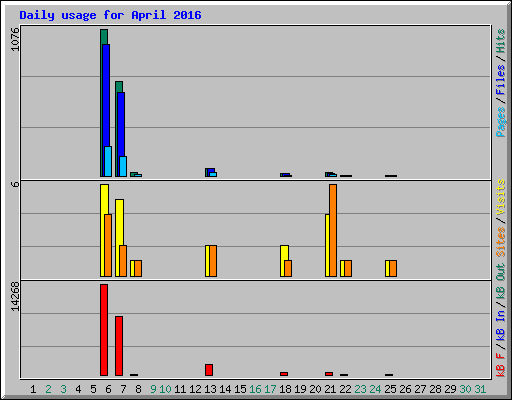 Daily usage for April 2016
1076
6
14268
Pages / Files / Hits
Sites / Visits
kB F / kB In / kB Out
1 2 3 4 5 6 7 8 9 10 11 12 13 14 15 16 17 18 19 20 21 22 23 24 25 26 27 28 29 30 31